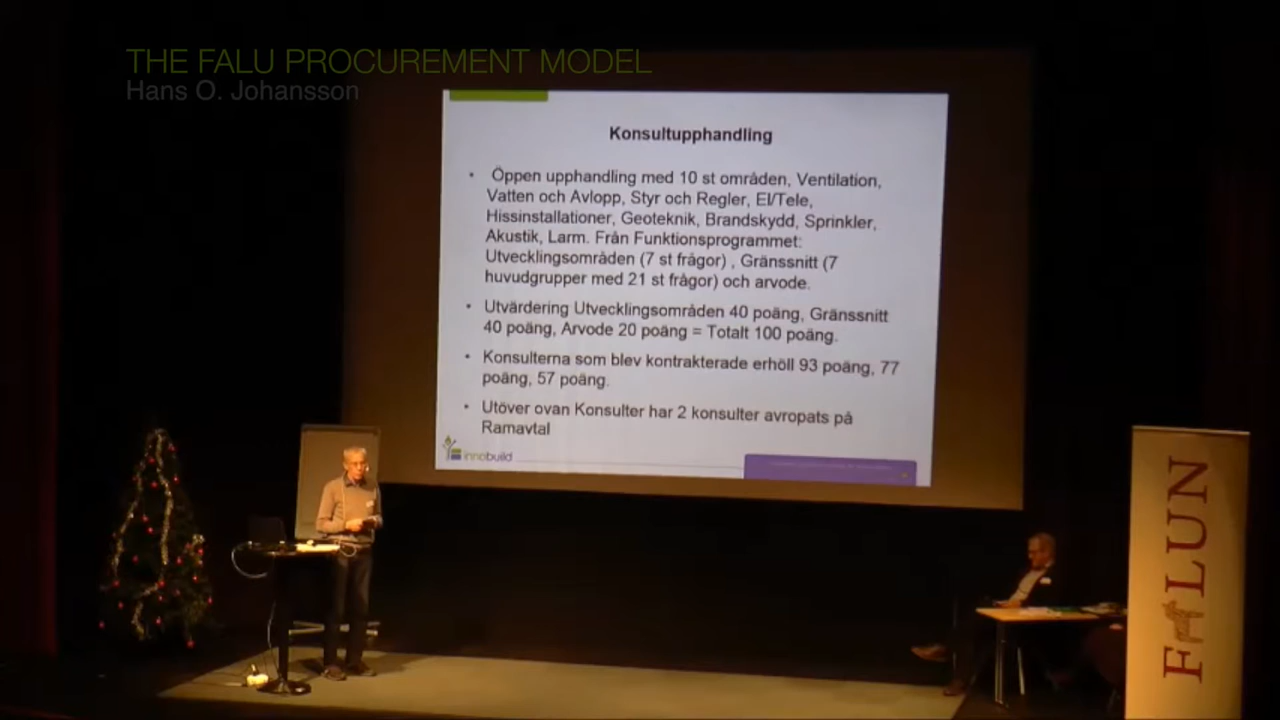 THE FALU PROCUREMENT MODEL
Hans O. Johansson
Konsultupphandling
• Öppen upphandling med 10 st områden, Ventilation,
Vatten och Avlopp, Styr och Regler, El/Tele,
Hissinstallationer, Geoteknik, Brandskydd, Sprinkler,
Akustik, Larm. Från Funktionsprogrammet:
Utvecklingsområden (7 st frågor) , Gränssnitt (7
huvudgrupper med 21 st frågor) och arvode.
• Utvärdering Utvecklingsområden 40 poäng, Gränssnitt
40 poäng, Arvode 20 poäng = Totalt 100 poäng.
• Konsulterna som blev kontrakterade erhöll 93 poäng, 77
poäng, 57 poäng.
• Utöver ovan Konsulter har 2 konsulter avropats på
Ramavtal
innobuild
FALUN